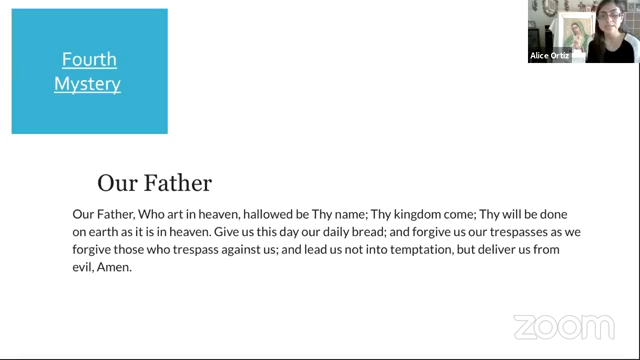 Fourth
Mystery
Alice Ortiz
Our Father
Our Father, Who art in heaven, hallowed be Thy name; Thy kingdom come; Thy will be done
on earth as it is in heaven. Give us this day our daily bread; and forgive us our trespasses as we
forgive those who trespass against us; and lead us not into temptation, but deliver us from
evil, Amen.
zoom